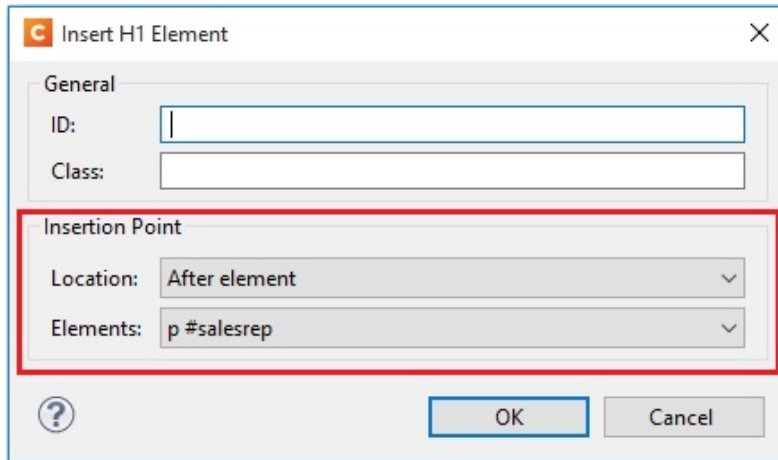 C Insert H1 Element
General
ID:
Class:
Insertion Point
Location: After element
Elements: p #salesrep
? OK Cancel